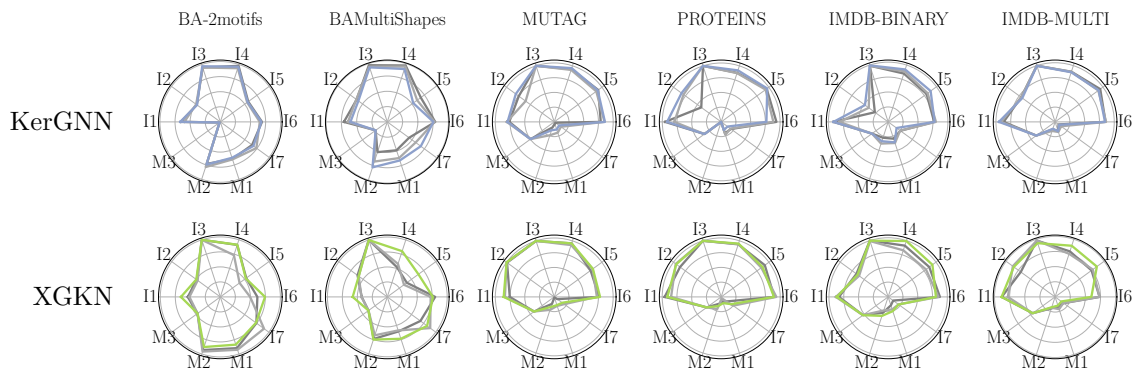 BA-2motifs BAMultiShapes MUTAG PROTEINS IMDB-BINARY IMDB-MULTI
I3 I4 I3 I4 I3 I4 I3 I4 I3 I4 I3 I4
I2 I5 I2 I5 I2 I5 I2 I5 I2 I5 I2 I5
KerGNN I1 I6 I1 I6 I1 I6 I1 I6 I1 I6 I1 I6
M3 I7 M3 I7 M3 I7 M3 I7 M3 I7 M3 I7
M2 M1 M2 M1 M2 M1 M2 M1 M2 M1 M2 M1
I3 I4 I3 I4 I3 I4 I3 I4 I3 I4 I3 I4
I2 I5 I2 I5 I2 I5 I2 I5 I2 I5 I2 I5
XGKN I1 I6 I1 I6 I1 I6 I1 I6 I1 I6 I1 I6
M3 I7 M3 I7 M3 I7 M3 I7 M3 I7 M3 I7
M2 M1 M2 M1 M2 M1 M2 M1 M2 M1 M2 M1